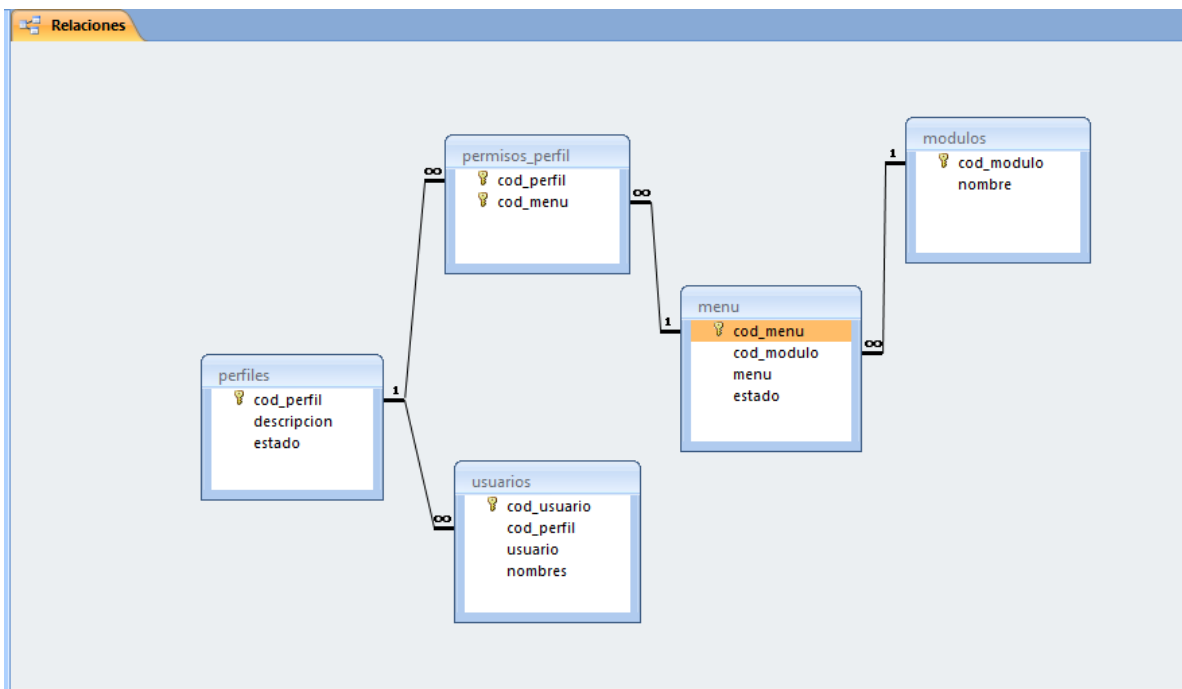 Relaciones
permisos_perfil
cod_perfil
cod_menu
modulos
cod_modulo
nombre
menu
cod_menu
cod_modulo
menu
estado
perfiles
cod_perfil
descripcion
estado
usuarios
cod_usuario
cod_perfil
usuario
nombres
∞
∞
1
1
∞
1
∞